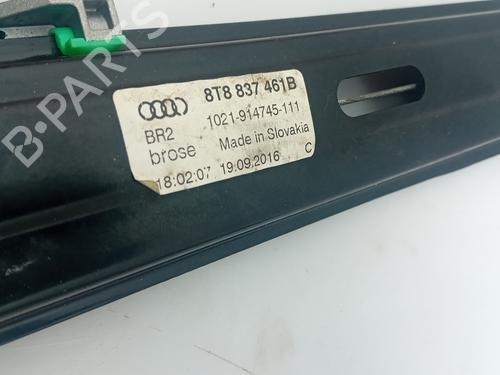 B-PARTS
8T8 837 461B
BR2
1021-914745-111
brose
Made in Slovakia
18:02:07 19.09.2016 C